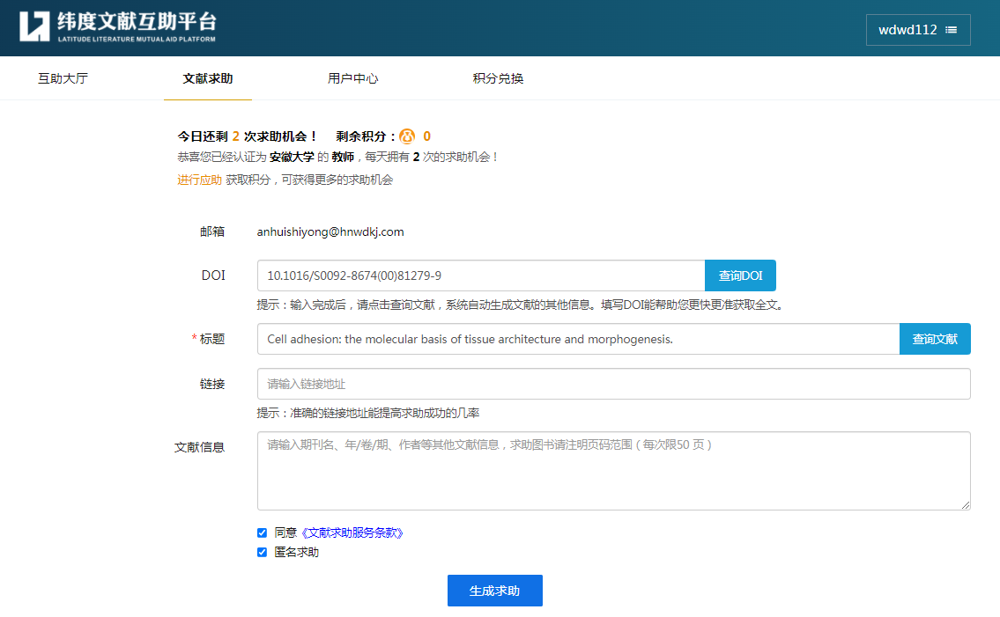 纬度文献互助平台
LATITUDE LITERATURE MUTUAL AID PLATFORM
wdwd112
互助大厅 文献求助 用户中心 积分兑换
今日还剩 2 次求助机会！ 剩余积分： 0
恭喜您已经认证为 安徽大学 的 教师，每天拥有 2 次的求助机会！
进行应助 获取积分，可获得更多的求助机会
邮箱 anhuishiyong@hnwdkj.com
DOI 10.1016/S0092-8674(00)81279-9 查询DOI
提示：输入完成后，请点击查询文献，系统自动生成文献的其他信息。填写DOI能帮助您更快更准获取全文。
*标题 Cell adhesion: the molecular basis of tissue architecture and morphogenesis. 查询文献
链接 请输入链接地址
提示：准确的链接地址能提高求助成功的几率
文献信息 请输入期刊名、年/卷/期、作者等其他文献信息，求助图书请注明页码范围（每次限50 页）
同意《文献求助服务条款》
匿名求助
生成求助